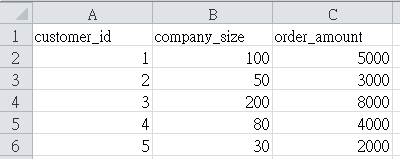 A B C
1 customer_id company_size order_amount
2 1 100 5000
3 2 50 3000
4 3 200 8000
5 4 80 4000
6 5 30 2000